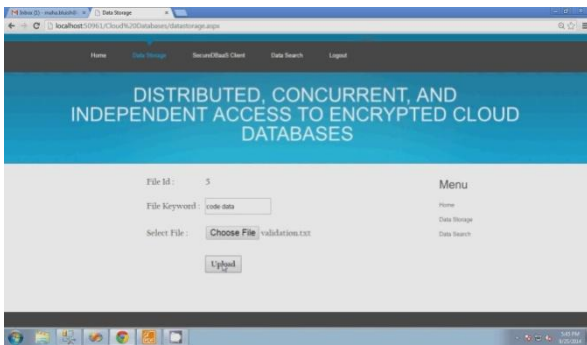 Data Storage
localhost:50961/Cloud%20Databases/datastorage.aspx
Home Data Storage SecureDBaaS Client Data Search Logout
DISTRIBUTED, CONCURRENT, AND
INDEPENDENT ACCESS TO ENCRYPTED CLOUD
DATABASES
File Id : 5
File Keyword : code data
Select File : Choose File validation.txt
Upload
Menu
Home
Data Storage
Data Search